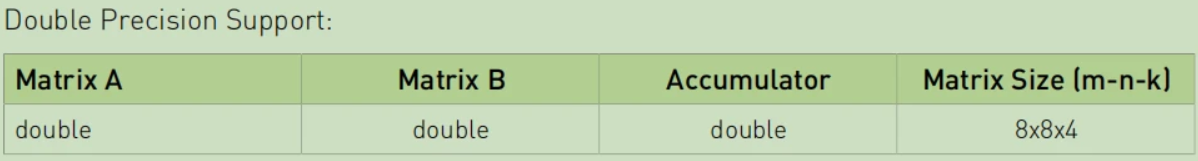 Double Precision Support:
Matrix A Matrix B Accumulator Matrix Size (m-n-k)
double double double 8x8x4